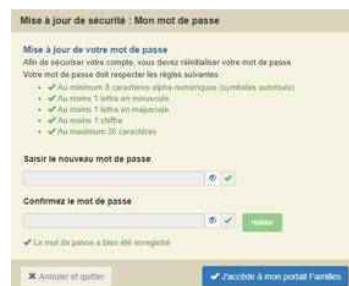 Mise à jour de sécurité : Mon mot de passe
Mise à jour de votre mot de passe
Afin de sécuriser votre compte, vous devez réinitialiser votre mot de passe
Votre mot de passe doit respecter les règles suivantes
Au minimum 8 caractères alpha numériques (symboles autorisés)
Au moins 1 lettre en minuscule
Au moins 1 lettre en majuscule
Au moins 1 chiffre
Au maximum 20 caractères
Saisir le nouveau mot de passe
Confirmez le mot de passe
Valider
Le mot de passe a bien été enregistré
Annuler et quitter
J'accède à mon portail Familles